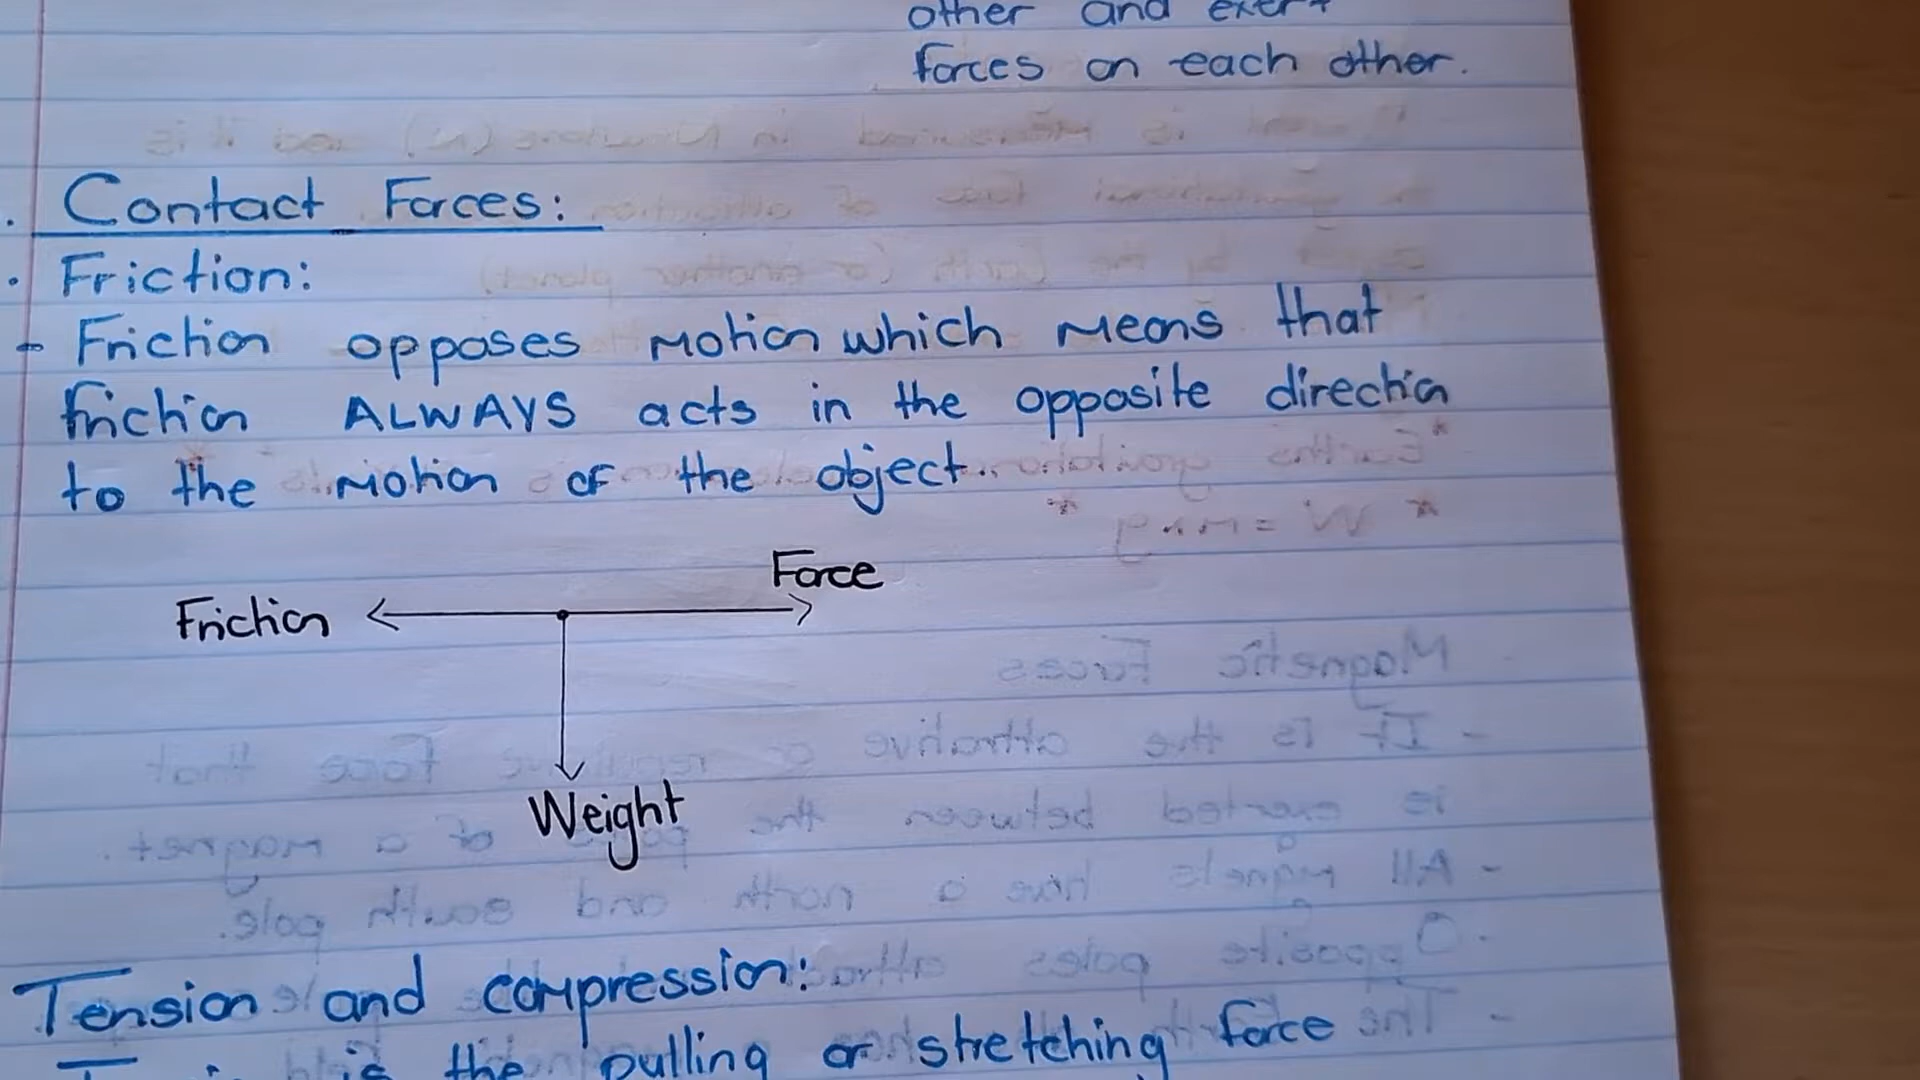 other and exert
forces on each other.
. Contact Forces:
. Friction:
- Friction opposes motion which means that
friction ALWAYS acts in the opposite direction
to the motion of the object.
Force
Friction
Weight
Tension and compression:
is the pulling or stretching force